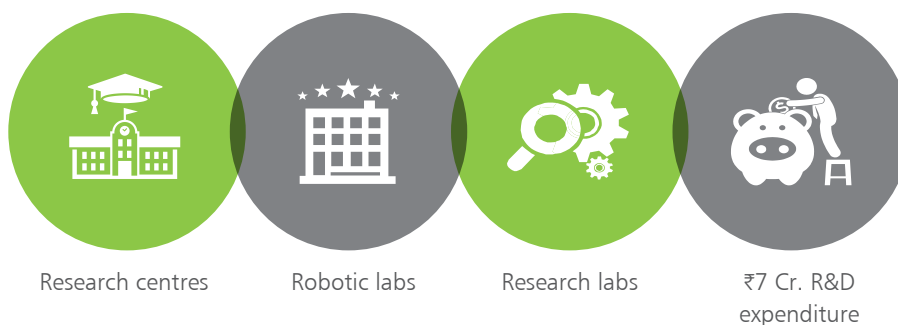 Research centres
Robotic labs
Research labs
₹7 Cr. R&D
expenditure